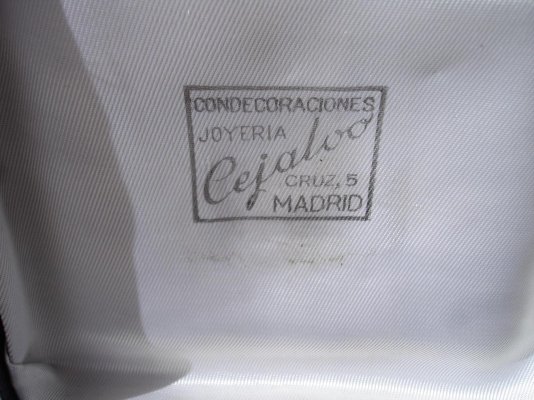 CONDECORACIONES
JOYERIA
Cejalvo
CRUZ, 5
MADRID